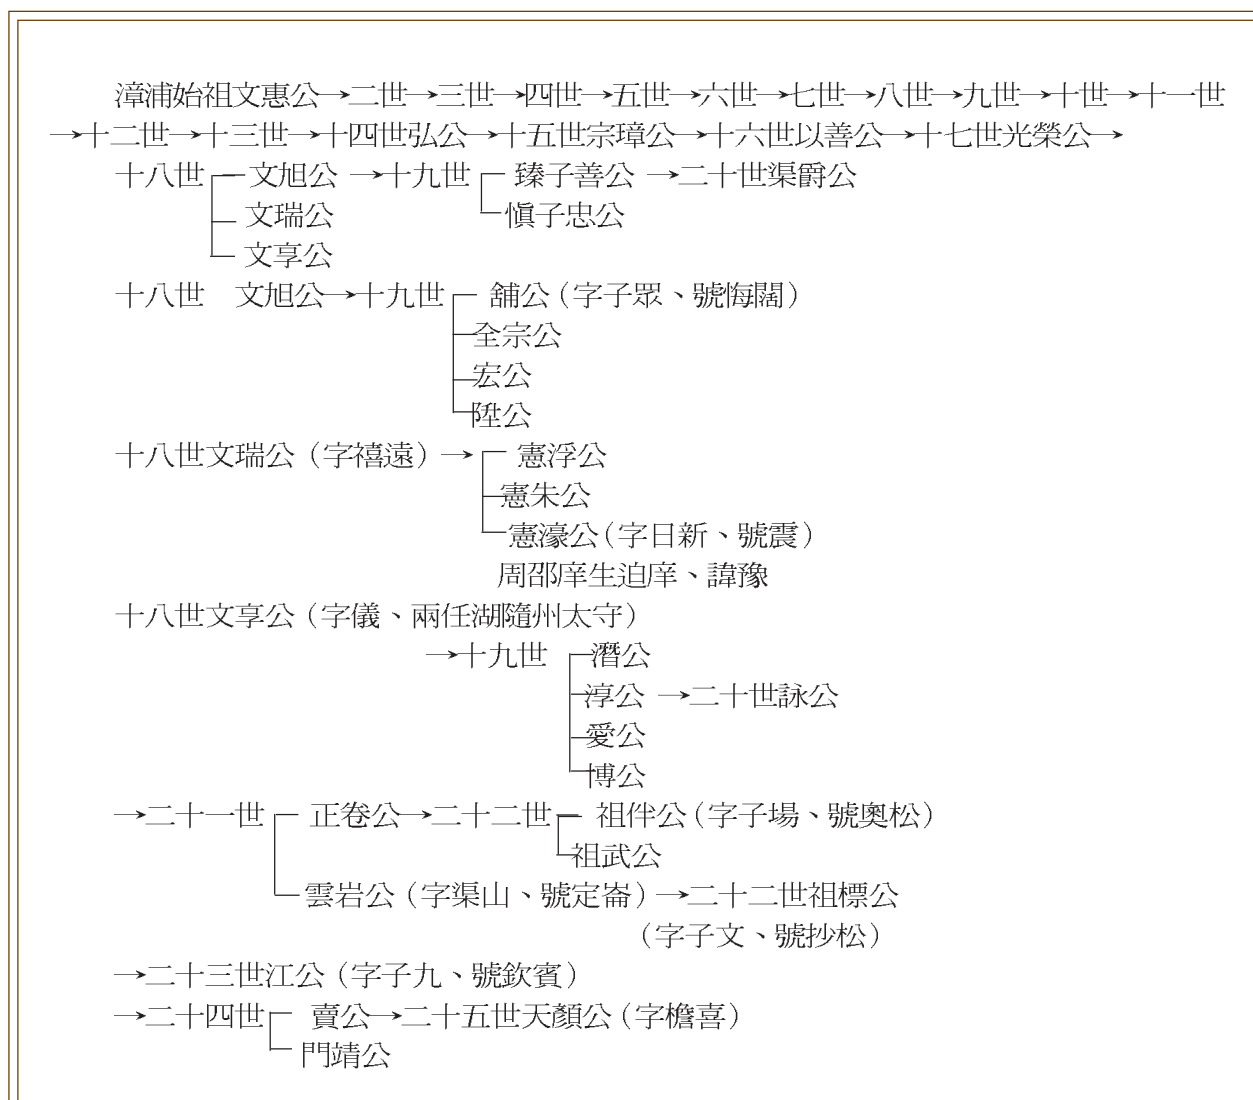 漳浦始祖文惠公→二世→三世→四世→五世→六世→七世→八世→九世→十世→十一世
→十二世→十三世→十四世弘公→十五世宗璋公→十六世以善公→十七世光榮公→
十八世 文旭公 →十九世 臻子善公 →二十世渠爵公
文瑞公 愼子忠公
文享公
十八世 文旭公→十九世 舖公(字子眾、號悔闊)
全宗公
宏公
陞公
十八世文瑞公(字禧遠)→ 憲浮公
憲朱公
憲濠公(字日新、號震)
周邵庠生迫庠、諱豫
十八世文享公(字儀、兩任湖隨州太守)
→十九世 潛公
淳公 →二十世詠公
愛公
博公
→二十一世 正卷公→二十二世 祖伴公(字子場、號奧松)
祖武公
雲岩公(字渠山、號定崙)→二十二世祖標公
(字子文、號抄松)
→二十三世江公(字子九、號欽賓)
→二十四世 賣公→二十五世天顏公(字檐喜)
門靖公